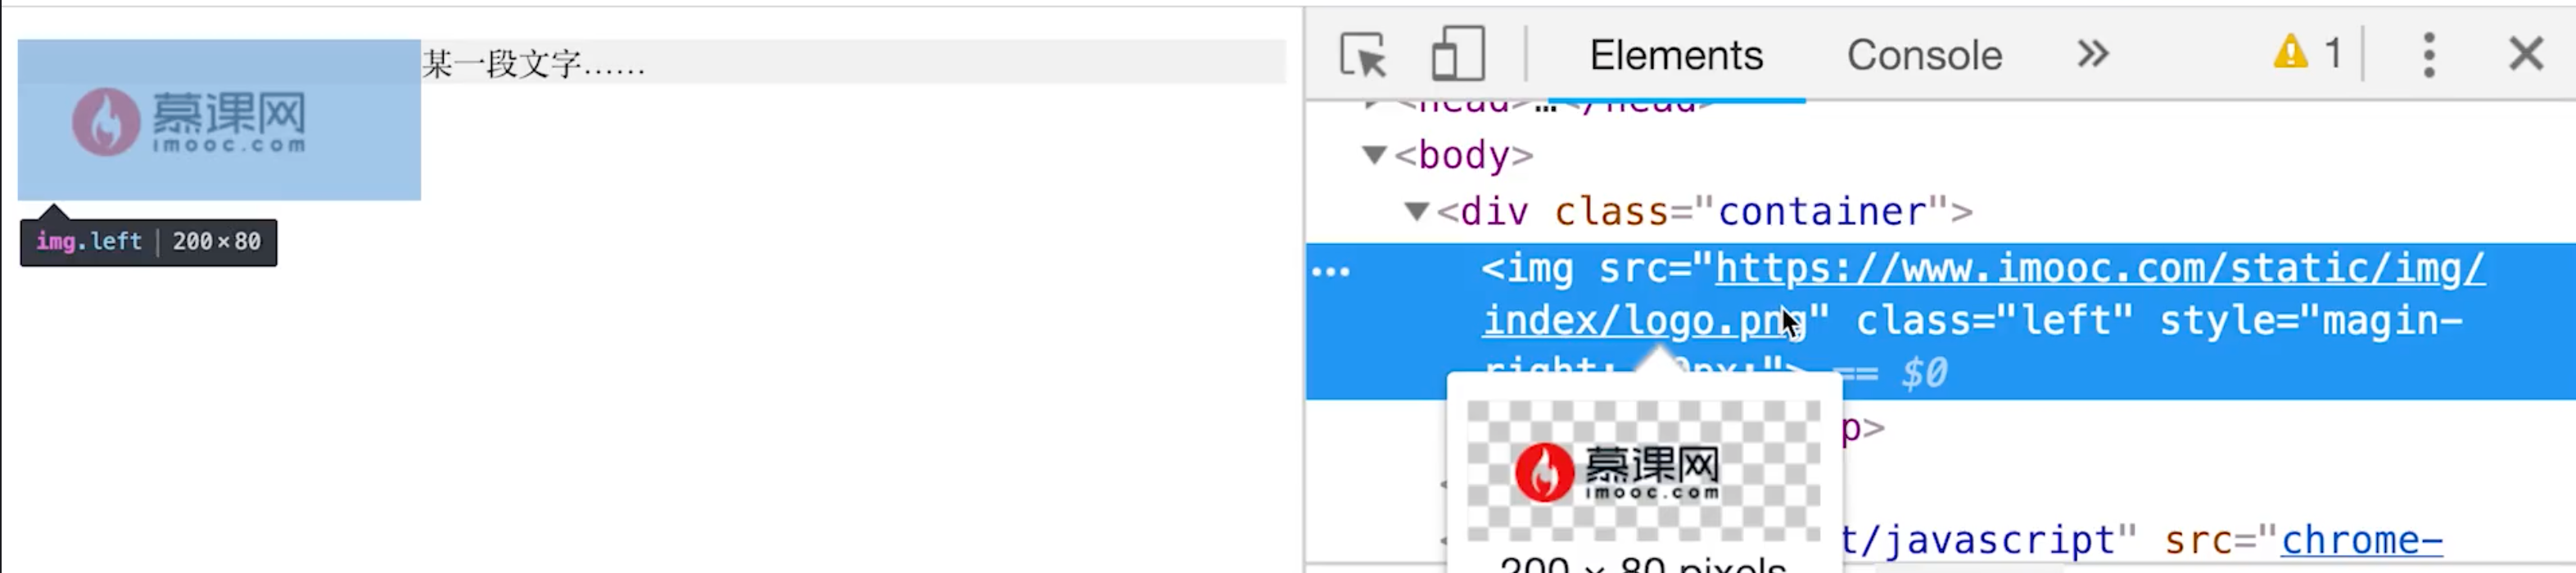 某一段文字……
慕课网
imooc.com
img.left | 200×80
Elements Console » 1
<head>…</head>
<body>
<div class="container">
… <img src="https://www.imooc.com/static/img/
index/logo.png" class="left" style="magin-
right: 0px;"> == $0
p>
慕课网
imooc.com
t/javascript" src="chrome-
200 × 80 pixels